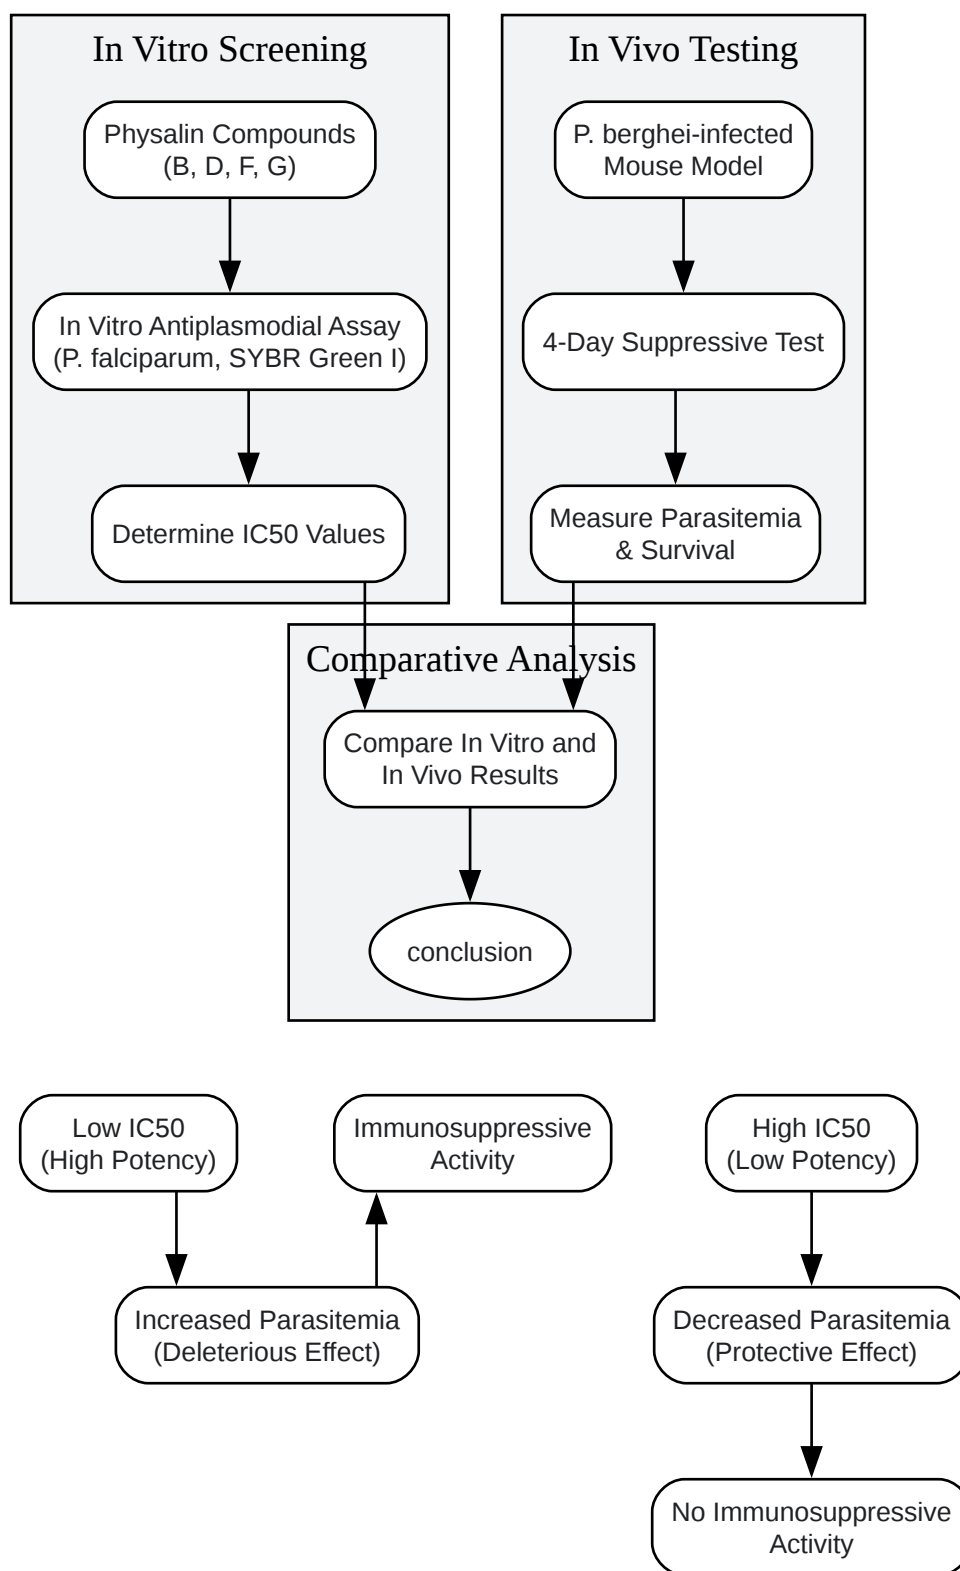 In Vitro Screening
Physalin Compounds
(B, D, F, G)
In Vitro Antiplasmodial Assay
(P. falciparum, SYBR Green I)
Determine IC50 Values
In Vivo Testing
P. berghei-infected
Mouse Model
4-Day Suppressive Test
Measure Parasitemia
& Survival
Comparative Analysis
Compare In Vitro and
In Vivo Results
conclusion
Low IC50
(High Potency)
Increased Parasitemia
(Deleterious Effect)
Immunosuppressive
Activity
High IC50
(Low Potency)
Decreased Parasitemia
(Protective Effect)
No Immunosuppressive
Activity